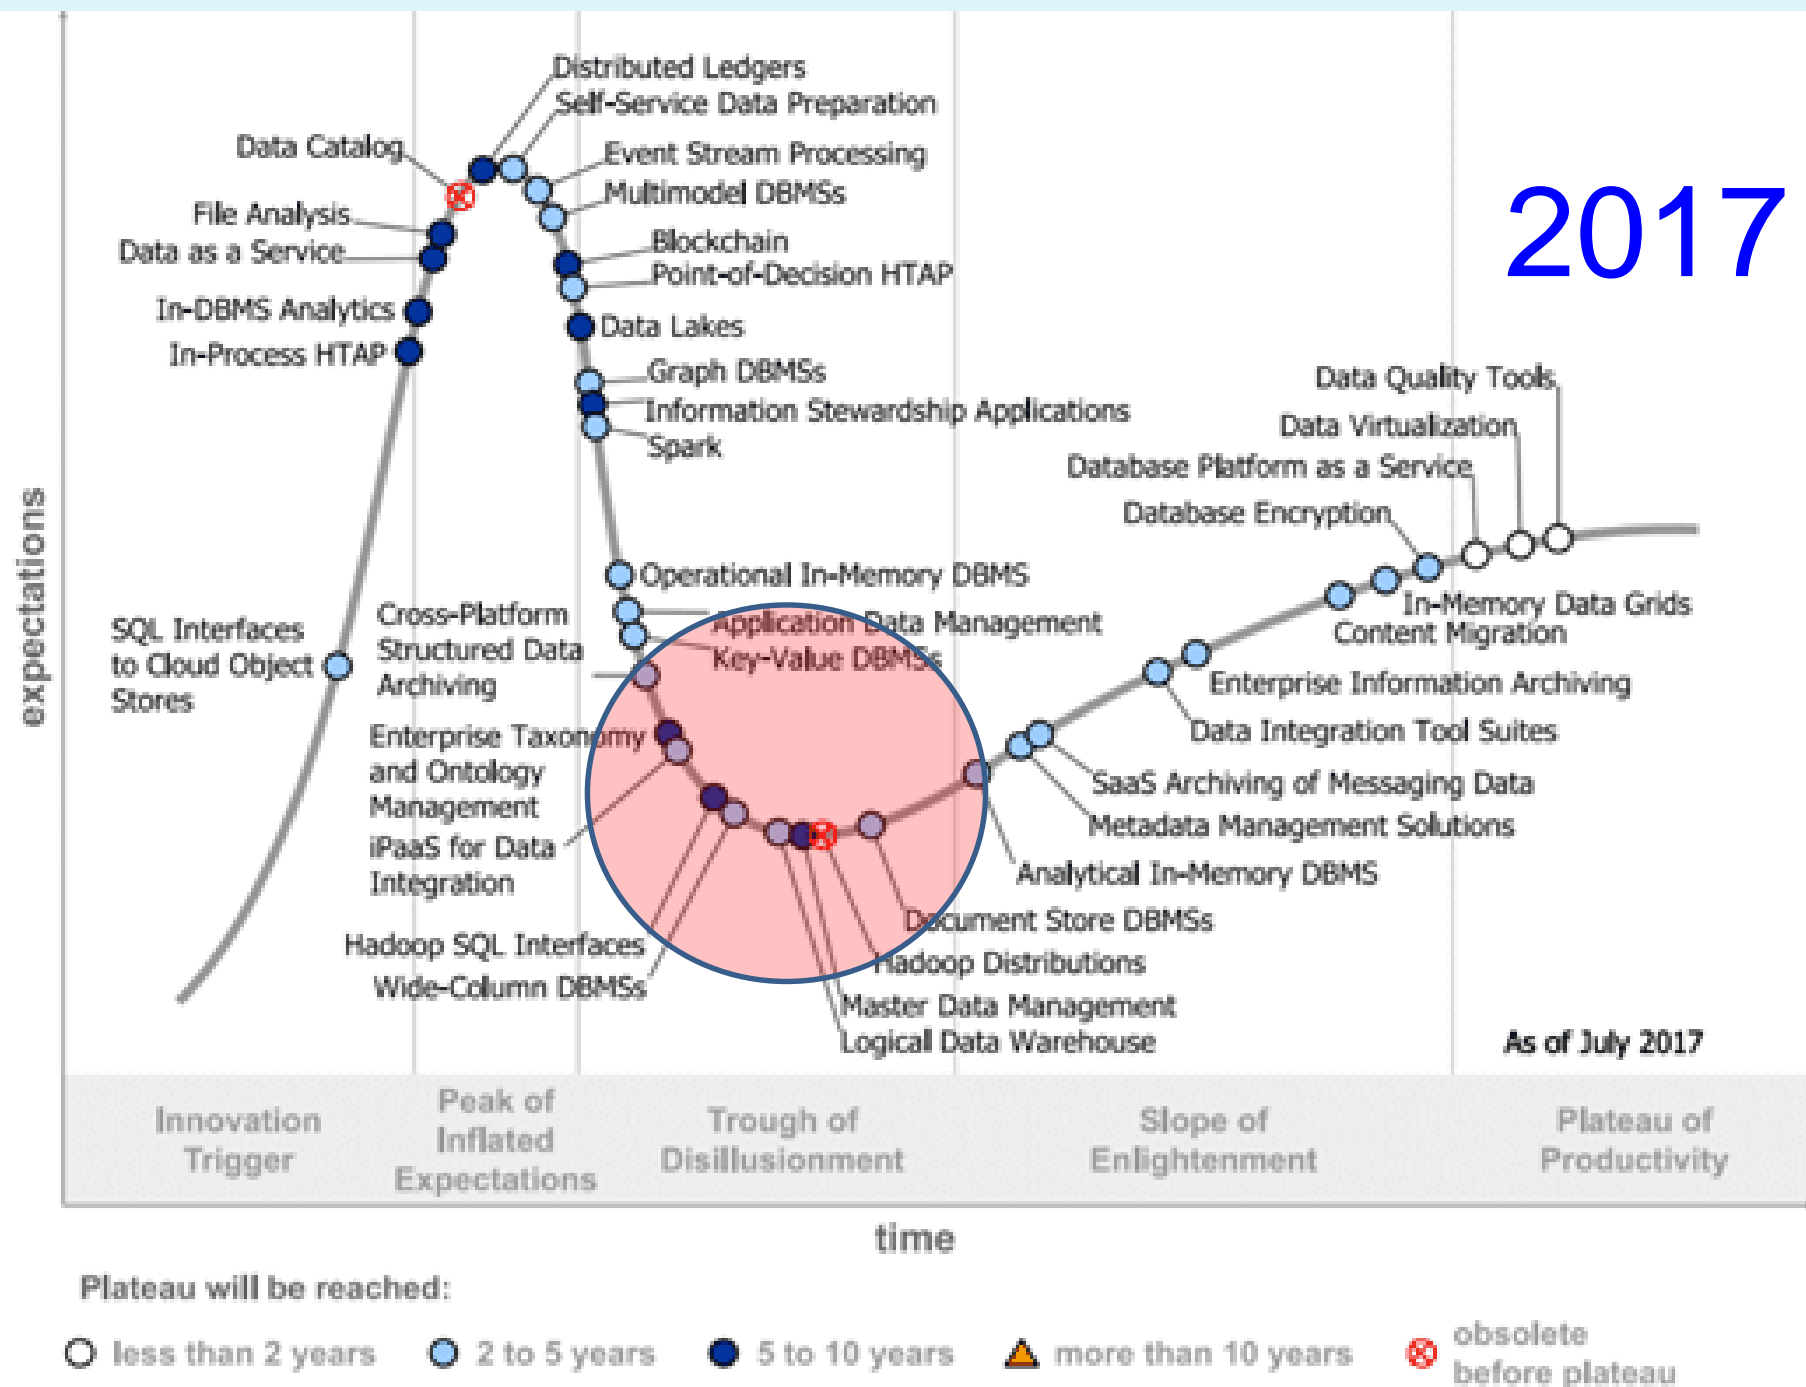 2017
Distributed Ledgers
Self-Service Data Preparation
Data Catalog
Event Stream Processing
Multimodel DBMSs
File Analysis
Data as a Service
Blockchain
Point-of-Decision HTAP
In-DBMS Analytics
Data Lakes
In-Process HTAP
Graph DBMSs
Information Stewardship Applications
Spark
Data Quality Tools
Data Virtualization
Database Platform as a Service
Database Encryption
expectations
Operational In-Memory DBMS
Application Data Management
Key-Value DBMSs
SQL Interfaces
to Cloud Object
Stores
Cross-Platform
Structured Data
Archiving
In-Memory Data Grids
Content Migration
Enterprise Information Archiving
Data Integration Tool Suites
Enterprise Taxonomy
and Ontology
Management
SaaS Archiving of Messaging Data
Metadata Management Solutions
iPaaS for Data
Integration
Analytical In-Memory DBMS
Document Store DBMSs
Hadoop SQL Interfaces
Hadoop Distributions
Wide-Column DBMSs
Master Data Management
Logical Data Warehouse
As of July 2017
Innovation
Trigger
Peak of
Inflated
Expectations
Trough of
Disillusionment
Slope of
Enlightenment
Plateau of
Productivity
time
Plateau will be reached:
less than 2 years
2 to 5 years
5 to 10 years
more than 10 years
obsolete
before plateau